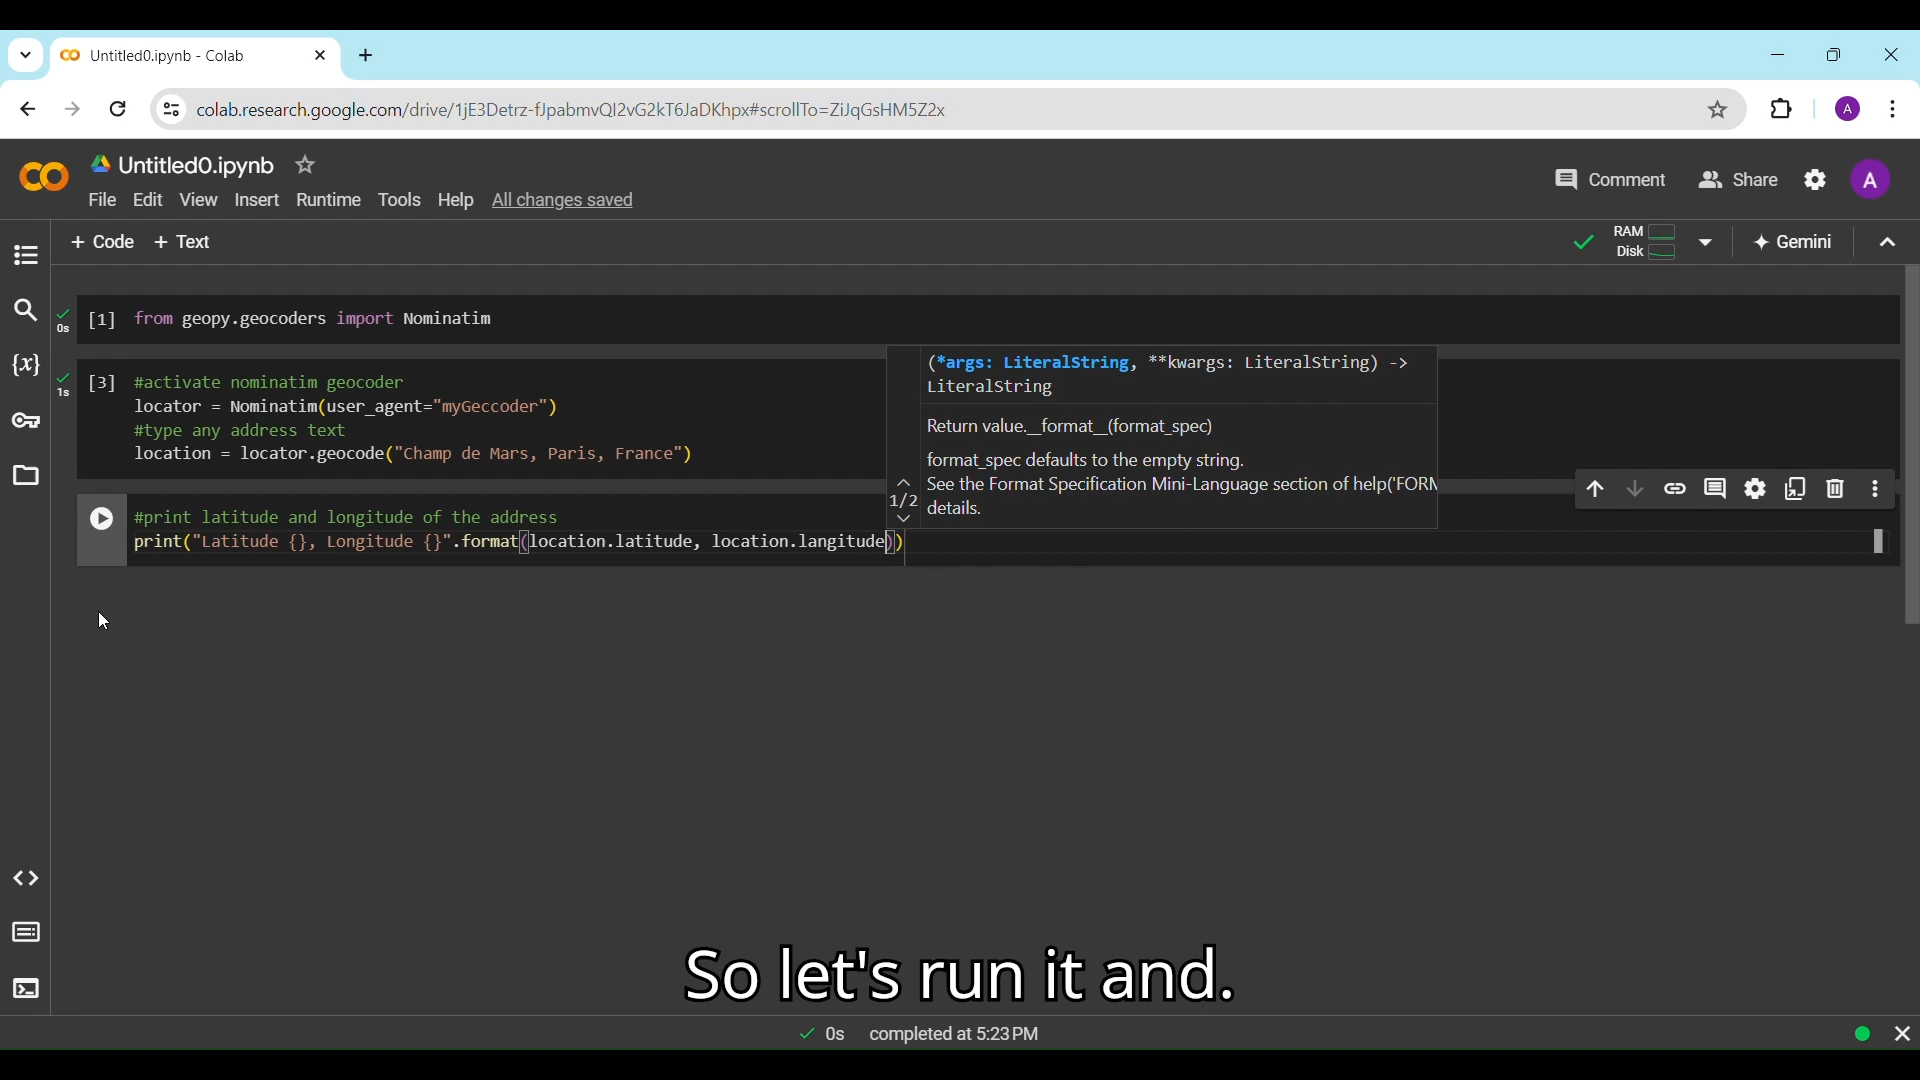 Untitled0.ipynb - Colab
colab.research.google.com/drive/1jE3Detrz-fJpabmvQI2vG2kT6JaDKhpx#scrollTo=ZiJqGsHM5Z2x
A
Untitled0.ipynb
File Edit View Insert Runtime Tools Help All changes saved
Comment Share A
+ Code + Text
RAM
Disk
Gemini
[1] from geopy.geocoders import Nominatim
0s
[3] #activate nominatim geocoder
1s
locator = Nominatim(user_agent="myGeccoder")
#type any address text
location = locator.geocode("Champ de Mars, Paris, France")
(*args: LiteralString, **kwargs: LiteralString) ->
LiteralString
Return value.__format__(format_spec)
format_spec defaults to the empty string.
See the Format Specification Mini-Language section of help('FORM
details.
1/2
#print latitude and longitude of the address
print("Latitude {}, Longitude {}".format(location.latitude, location.langitude))
{x}
So let's run it and.
0s completed at 5:23 PM